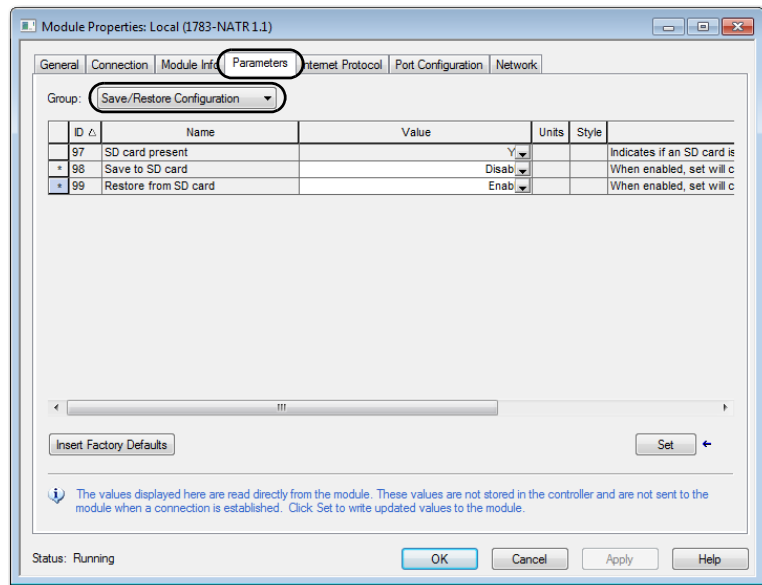 Module Properties: Local (1783-NATR 1.1)
General Connection Module Info Parameters Internet Protocol Port Configuration Network
Group: Save/Restore Configuration
ID Name Value Units Style
97 SD card present Y Indicates if an SD card is
* 98 Save to SD card Disab When enabled, set will c
* 99 Restore from SD card Enab When enabled, set will c
Insert Factory Defaults Set
The values displayed here are read directly from the module. These values are not stored in the controller and are not sent to the
module when a connection is established. Click Set to write updated values to the module.
Status: Running OK Cancel Apply Help